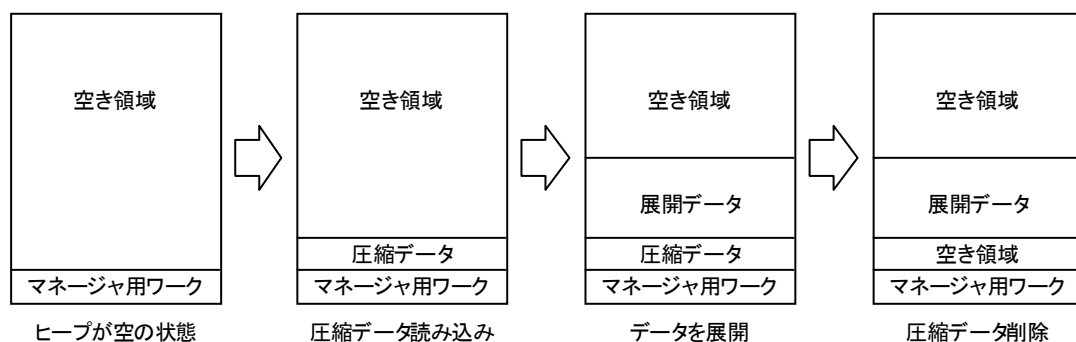 空き領域
マネージャ用ワーク
ヒープが空の状態
空き領域
圧縮データ
マネージャ用ワーク
圧縮データ読み込み
空き領域
展開データ
圧縮データ
マネージャ用ワーク
データを展開
空き領域
展開データ
空き領域
マネージャ用ワーク
圧縮データ削除